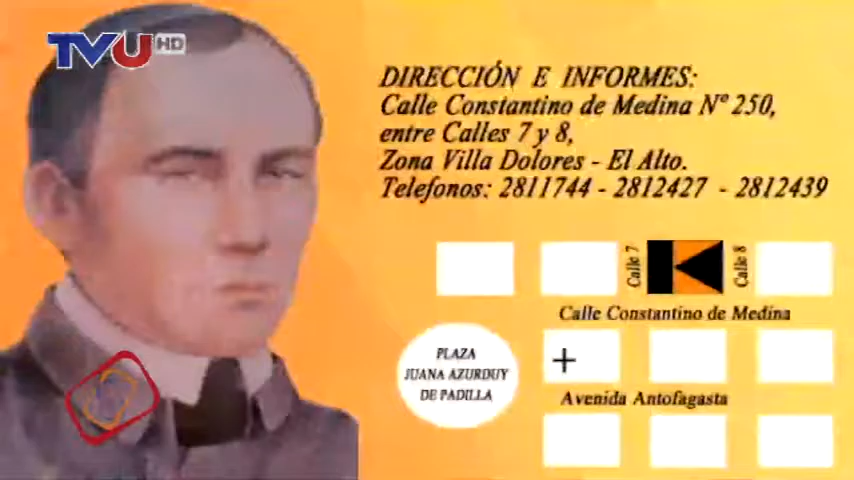 TVU HD
DIRECCIÓN E INFORMES:
Calle Constantino de Medina Nº 250,
entre Calles 7 y 8,
Zona Villa Dolores - El Alto.
Telefonos: 2811744 - 2812427 - 2812439
Calle 7
Calle 8
Calle Constantino de Medina
PLAZA
JUANA AZURDUY
DE PADILLA
Avenida Antofagasta